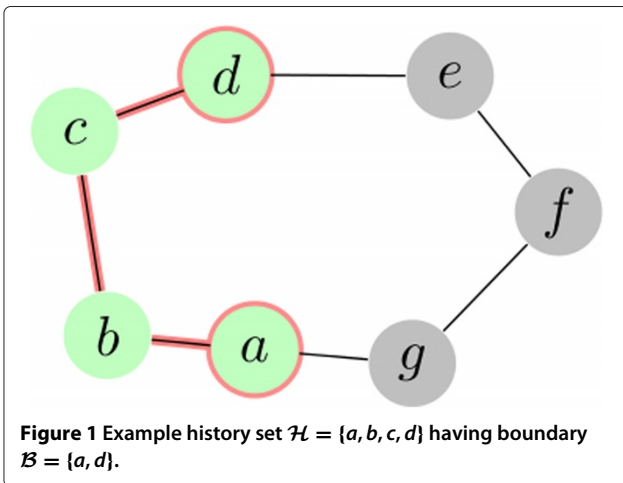 d
e
c
f
b
a
g
Figure 1 Example history set ℋ = {a, b, c, d} having boundary
ℬ = {a, d}.